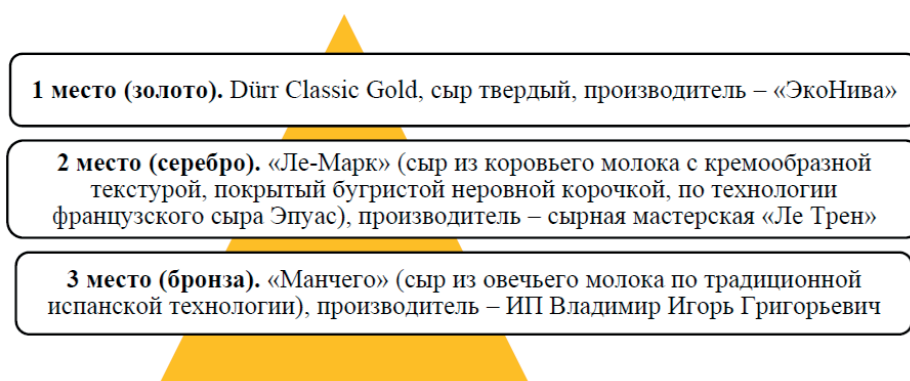 1 место (золото). Dürr Classic Gold, сыр твердый, производитель – «ЭкоНива»
2 место (серебро). «Ле-Марк» (сыр из коровьего молока с кремообразной
текстурой, покрытый бугристой неровной корочкой, по технологии
французского сыра Эпуас), производитель – сырная мастерская «Ле Трен»
3 место (бронза). «Манчего» (сыр из овечьего молока по традиционной
испанской технологии), производитель – ИП Владимир Игорь Григорьевич